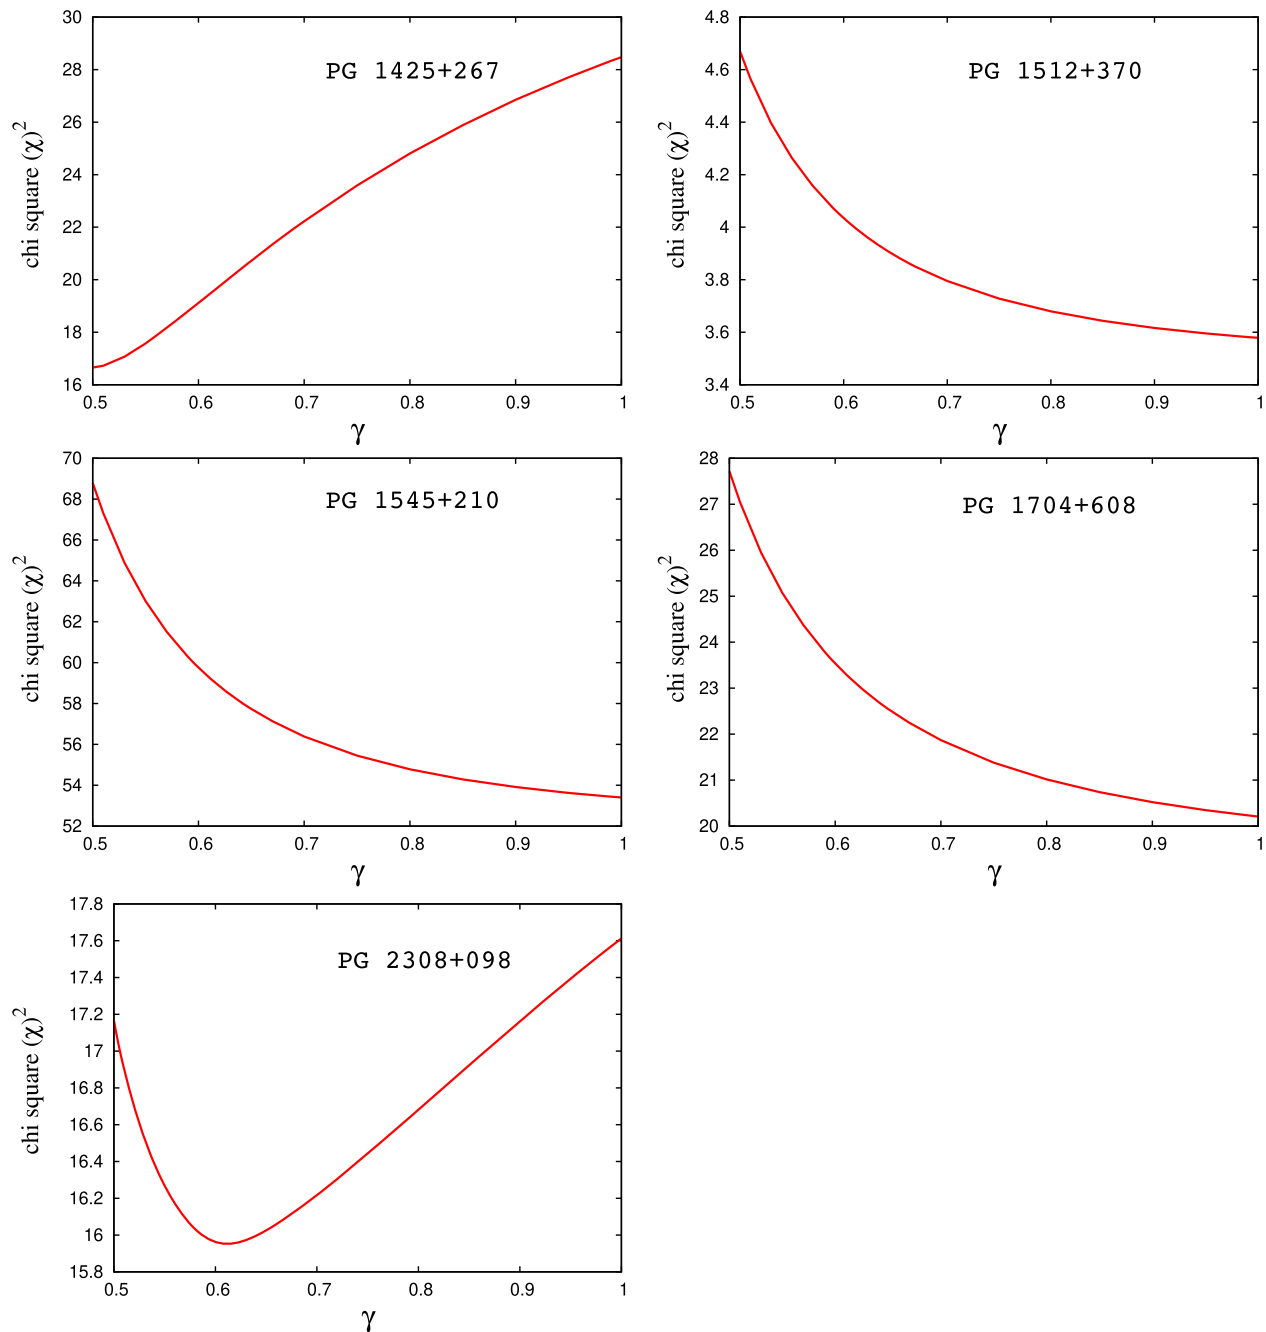 30
28
26
24
22
20
18
16
0.5 0.6 0.7 0.8 0.9 1
chi square (χ)²
γ
PG 1425+267
4.8
4.6
4.4
4.2
4
3.8
3.6
3.4
0.5 0.6 0.7 0.8 0.9 1
chi square (χ)²
γ
PG 1512+370
70
68
66
64
62
60
58
56
54
52
0.5 0.6 0.7 0.8 0.9 1
chi square (χ)²
γ
PG 1545+210
28
27
26
25
24
23
22
21
20
0.5 0.6 0.7 0.8 0.9 1
chi square (χ)²
γ
PG 1704+608
17.8
17.6
17.4
17.2
17
16.8
16.6
16.4
16.2
16
15.8
0.5 0.6 0.7 0.8 0.9 1
chi square (χ)²
γ
PG 2308+098